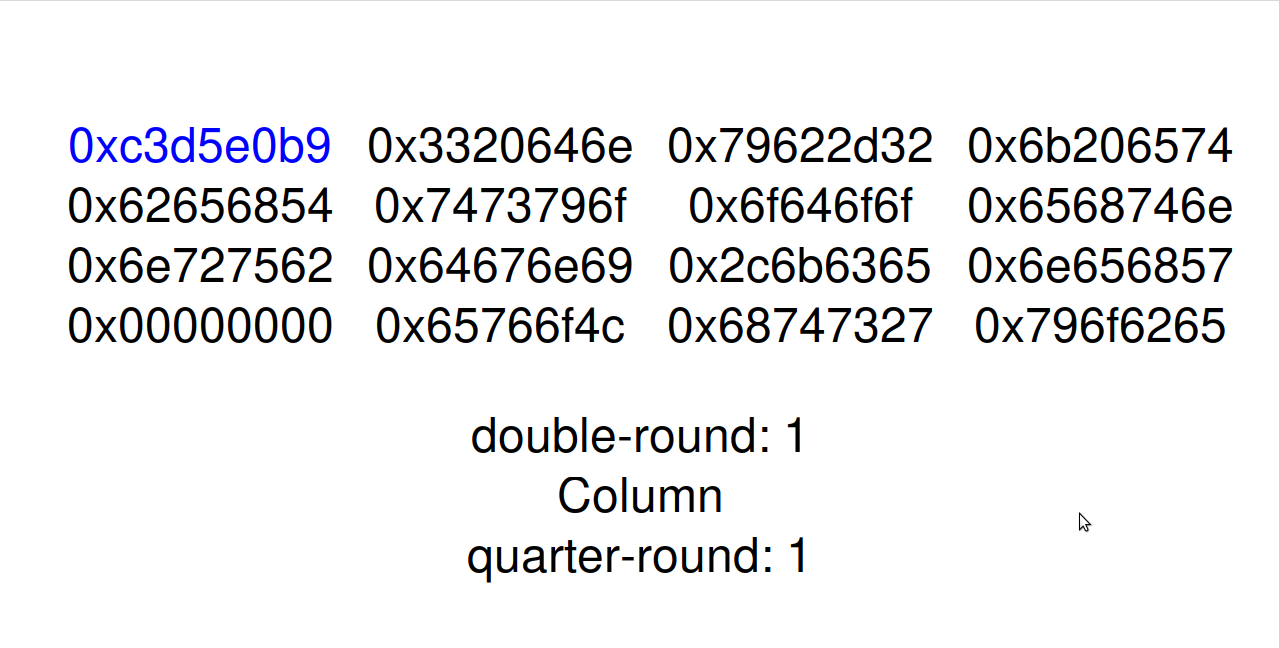 0xc3d5e0b9 0x3320646e 0x79622d32 0x6b206574
0x62656854 0x7473796f 0x6f646f6f 0x6568746e
0x6e727562 0x64676e69 0x2c6b6365 0x6e656857
0x00000000 0x65766f4c 0x68747327 0x796f6265
double-round: 1
Column
quarter-round: 1